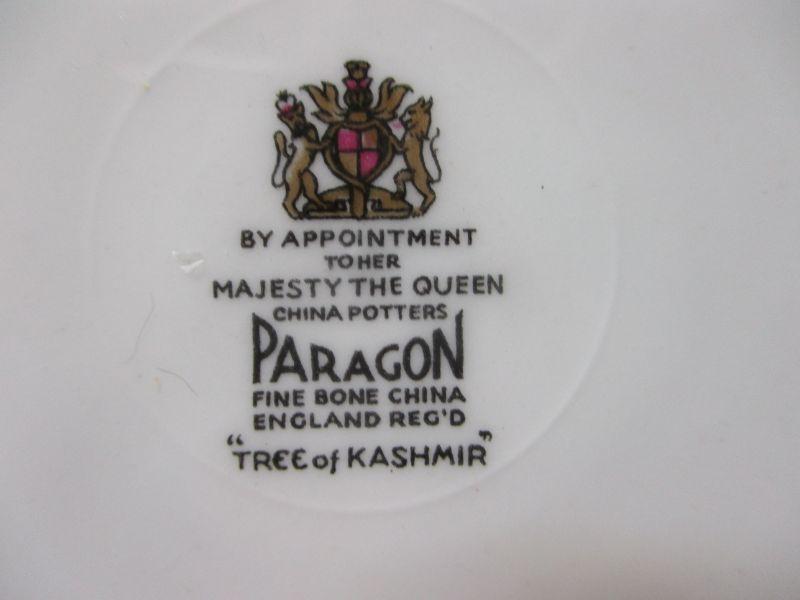 BY APPOINTMENT
TO HER
MAJESTY THE QUEEN
CHINA POTTERS
PARAGON
FINE BONE CHINA
ENGLAND REG'D
"TREE of KASHMIR"